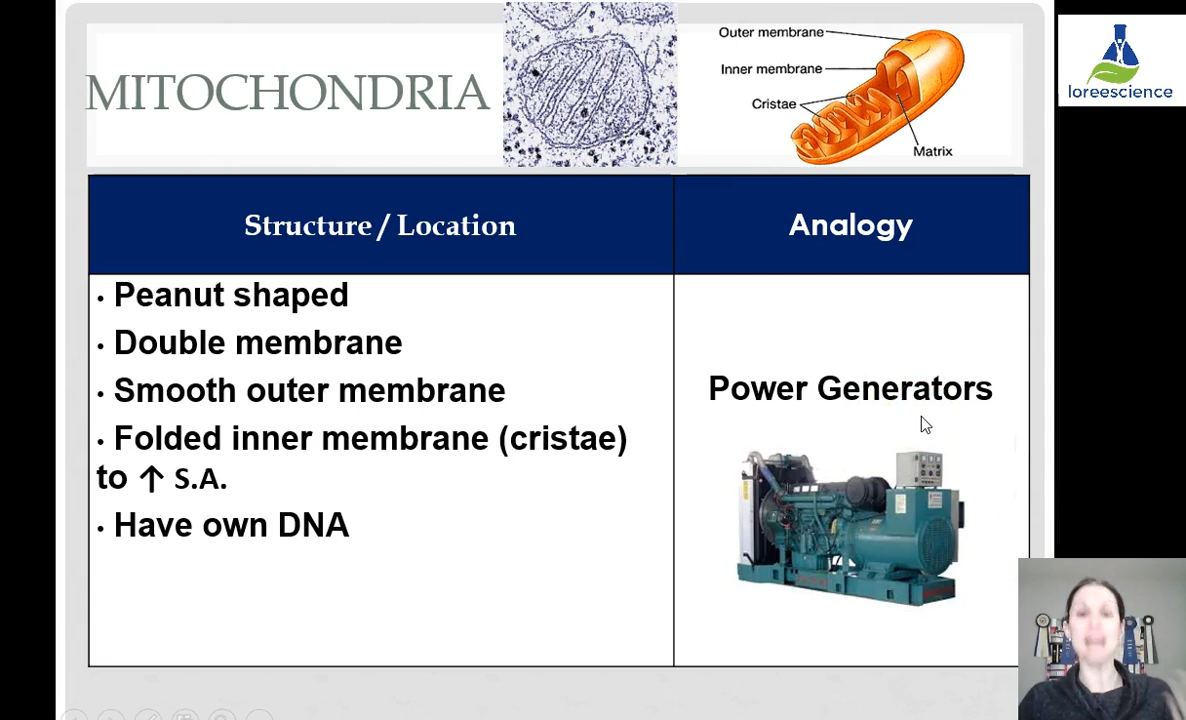 MITOCHONDRIA
Outer membrane
Inner membrane
Cristae
Matrix
loreescience
Structure / Location
Analogy
• Peanut shaped
• Double membrane
• Smooth outer membrane
• Folded inner membrane (cristae)
to ↑ S.A.
• Have own DNA
Power Generators